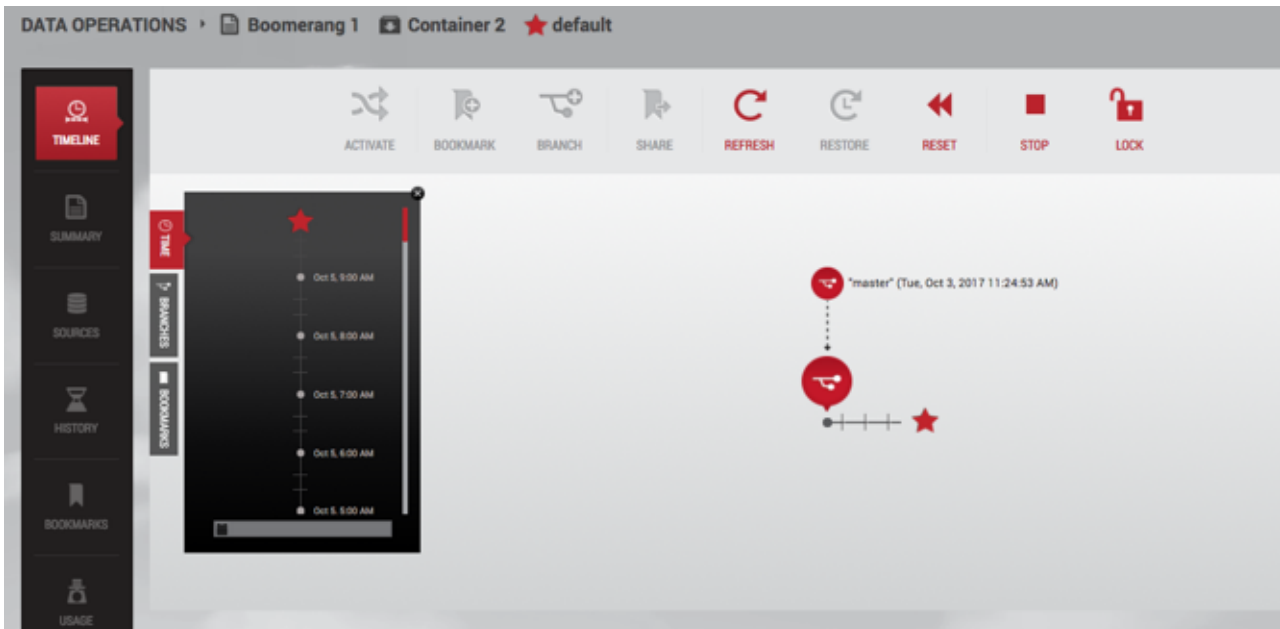 DATA OPERATIONS Boomerang 1 Container 2 default
TIMELINE
SUMMARY
SOURCES
HISTORY
BOOKMARKS
USAGE
ACTIVATE BOOKMARK BRANCH SHARE REFRESH RESTORE RESET STOP LOCK
TIME
BRANCHES
BOOKMARKS
Oct 5, 9:00 AM
Oct 5, 8:00 AM
Oct 5, 7:00 AM
Oct 5, 6:00 AM
Oct 5, 5:00 AM
"master" (Tue, Oct 3, 2017 11:24:53 AM)